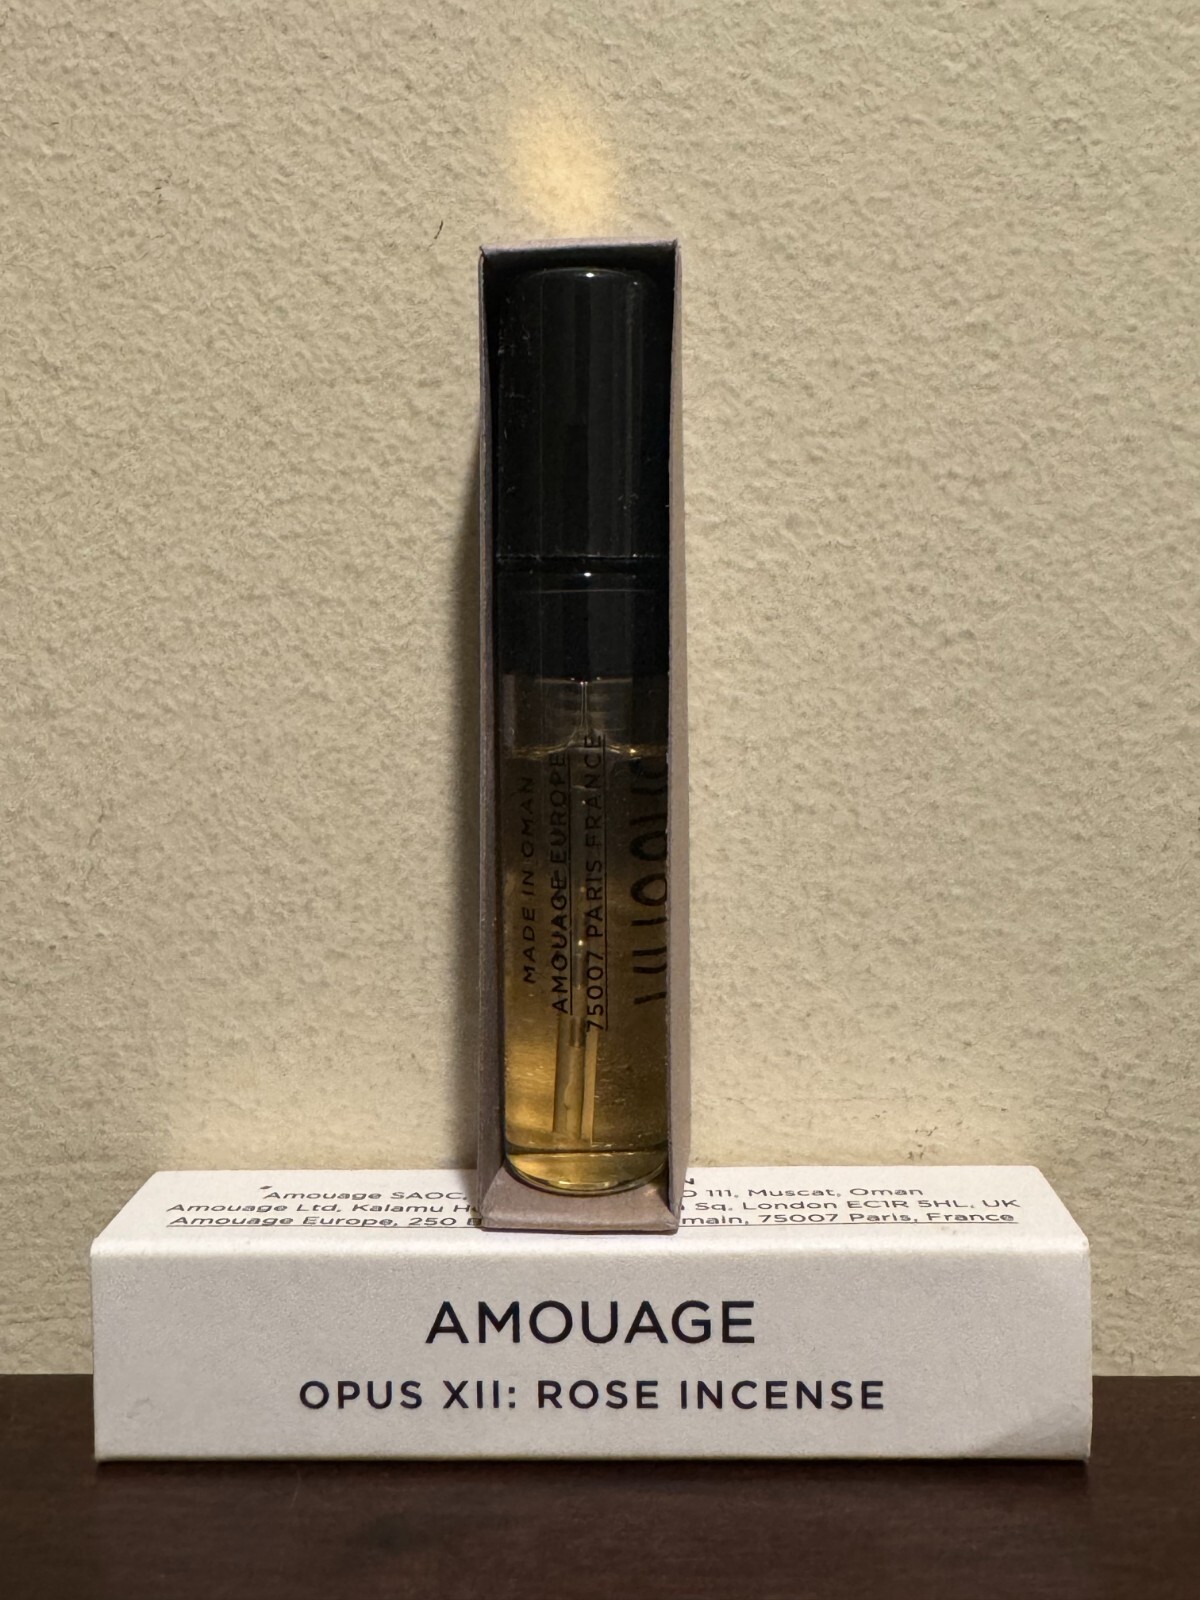 MADE IN OMAN
AMOUAGE EUROPE
75007 PARIS FRANCE
Amouage SAOC, 111, Muscat, Oman
Amouage Ltd, Kalamu Sq. London EC1R 5HL, UK
Amouage Europe, 250 75007 Paris, France
AMOUAGE
OPUS XII: ROSE INCENSE